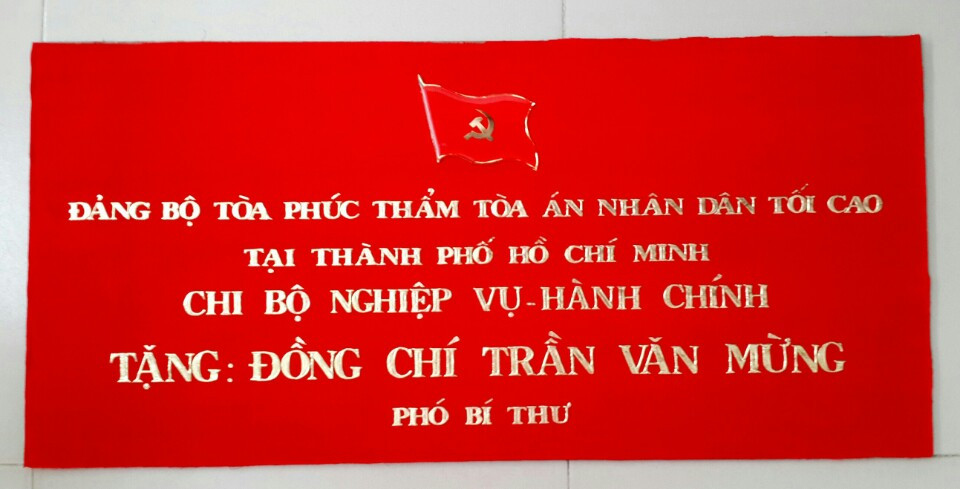 ĐẢNG BỘ TÒA PHÚC THẨM TÒA ÁN NHÂN DÂN TỐI CAO
TẠI THÀNH PHỐ HỒ CHÍ MINH
CHI BỘ NGHIỆP VỤ-HÀNH CHÍNH
TẶNG: ĐỒNG CHÍ TRẦN VĂN MỪNG
PHÓ BÍ THƯ